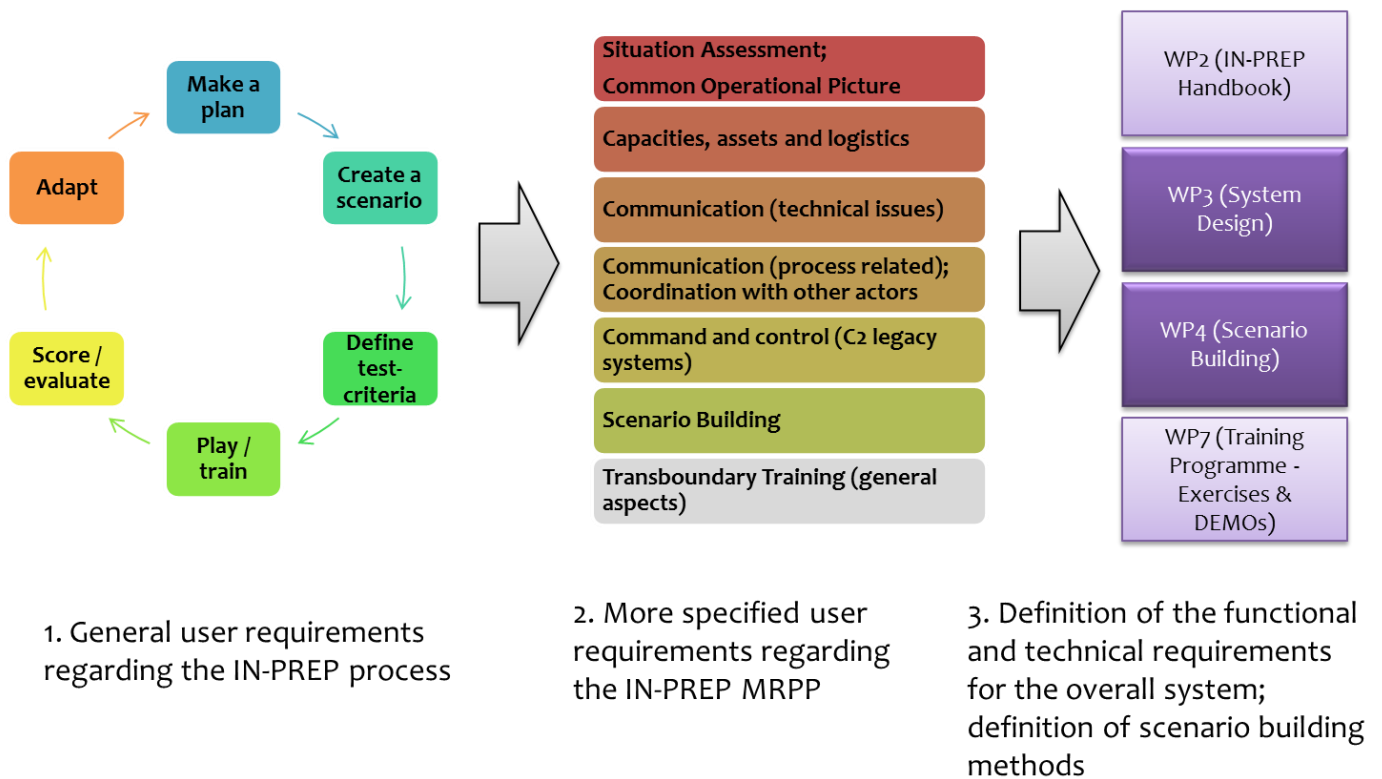 Make a
plan
Create a
scenario
Define
test-
criteria
Play /
train
Score /
evaluate
Adapt
Situation Assessment;
Common Operational Picture
Capacities, assets and logistics
Communication (technical issues)
Communication (process related);
Coordination with other actors
Command and control (C2 legacy
systems)
Scenario Building
Transboundary Training (general
aspects)
WP2 (IN-PREP
Handbook)
WP3 (System
Design)
WP4 (Scenario
Building)
WP7 (Training
Programme -
Exercises &
DEMOs)
1. General user requirements
regarding the IN-PREP process
2. More specified user
requirements regarding
the IN-PREP MRPP
3. Definition of the functional
and technical requirements
for the overall system;
definition of scenario building
methods